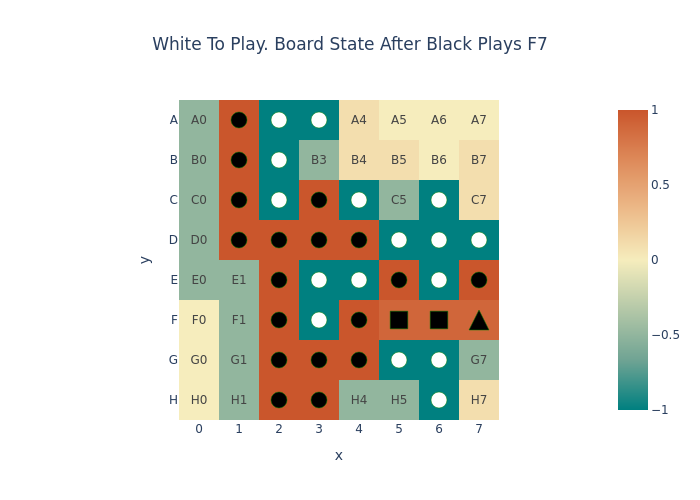 White To Play. Board State After Black Plays F7
A A0 A4 A5 A6 A7
B B0 B3 B4 B5 B6 B7
C C0 C5 C7
D D0
E E0 E1
F F0 F1
G G0 G1 G7
H H0 H1 H4 H5 H7
0 1 2 3 4 5 6 7
x
y
1
0.5
0
−0.5
−1